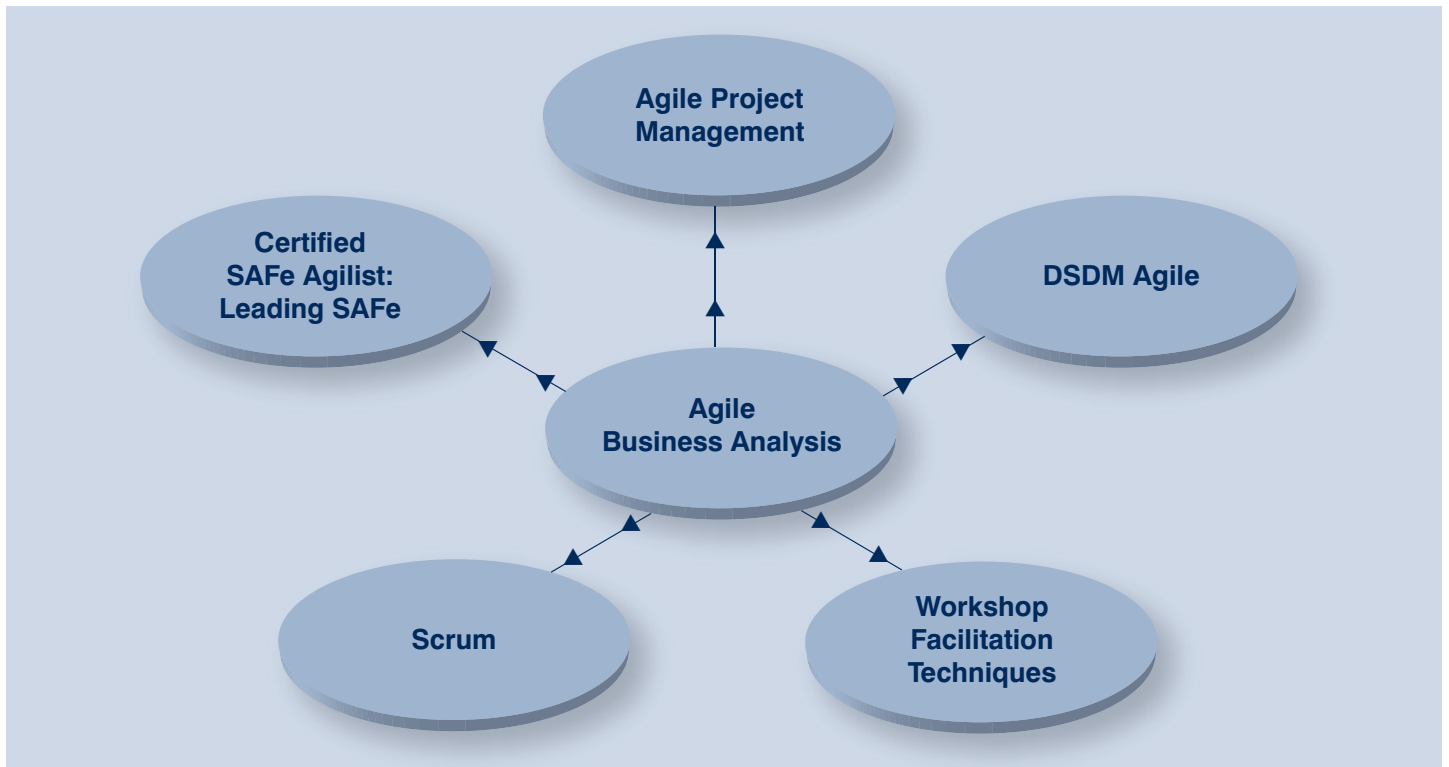 Agile Project
Management
Certified
SAFe Agilist:
Leading SAFe
DSDM Agile
Agile
Business Analysis
Scrum
Workshop
Facilitation
Techniques